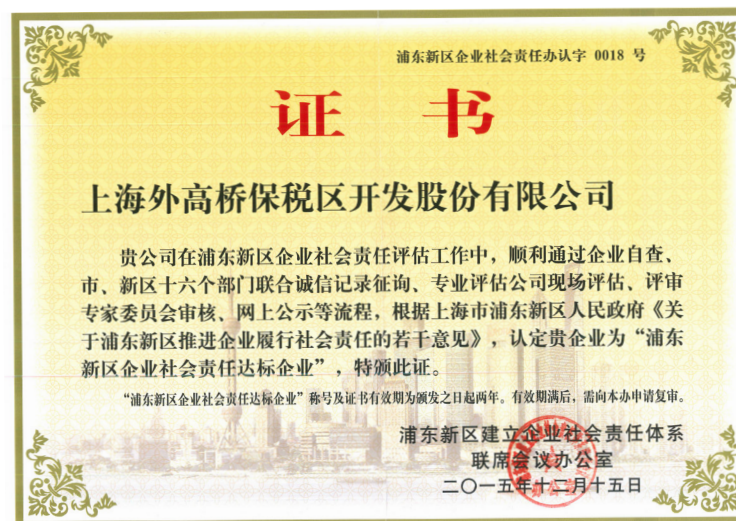 浦东新区企业社会责任办认字 0018 号
证 书
上海外高桥保税区开发股份有限公司
贵公司在浦东新区企业社会责任评估工作中，顺利通过企业自查、
市、新区十六个部门联合诚信记录征询、专业评估公司现场评估、评审
专家委员会审核、网上公示等流程，根据上海市浦东新区人民政府《关
于浦东新区推进企业履行社会责任的若干意见》，认定贵企业为“浦东
新区企业社会责任达标企业”，特颁此证。
“浦东新区企业社会责任达标企业”称号及证书有效期为颁发之日起两年。有效期满后，需向本办申请复审。
浦东新区建立企业社会责任体系
联席会议办公室
二〇一五年十二月十五日